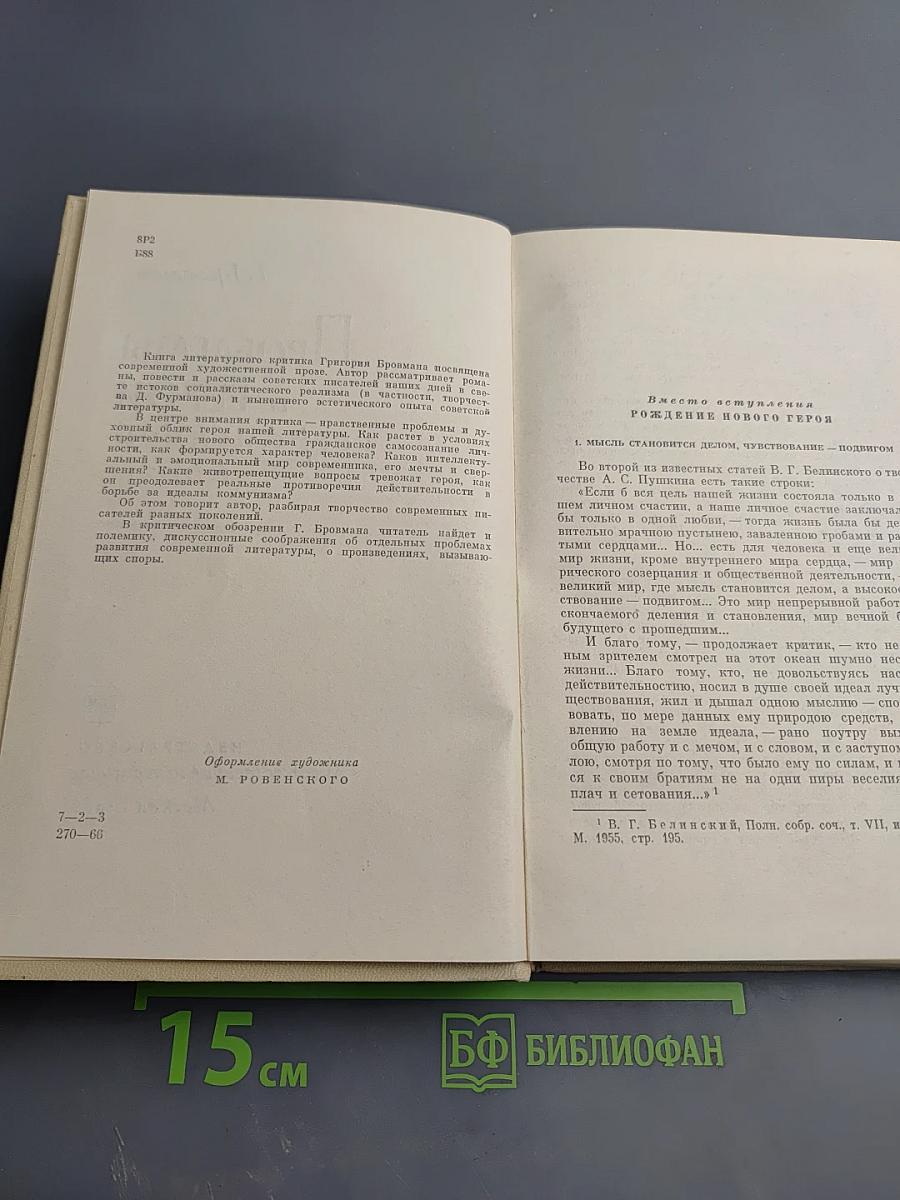 8Р2
Б88
Книга литературного критика Григория Бровмана посвящена
современной художественной прозе. Автор рассматривает рома-
ны, повести и рассказы советских писателей наших дней в све-
те истоков социалистического реализма (в частности, творчест-
ва Д. Фурманова) и нынешнего эстетического опыта советской
литературы.
В центре внимания критика — нравственные проблемы и ду-
ховный облик героя нашей литературы. Как растет в условиях
строительства нового общества гражданское самосознание лич-
ности, как формируется характер человека? Каков интеллекту-
альный и эмоциональный мир современника, его мечты и свер-
шения? Какие животрепещущие вопросы тревожат героя, как
он преодолевает реальные противоречия действительности в
борьбе за идеалы коммунизма?
Об этом говорит автор, разбирая творчество современных пи-
сателей разных поколений.
В критическом обозрении Г. Бровмана читатель найдет и
полемику, дискуссионные соображения об отдельных проблемах
развития современной литературы, о произведениях, вызываю-
щих споры.
Оформление художника
М. РОВЕНСКОГО
7—2—3
270—66
Вместо вступления
РОЖДЕНИЕ НОВОГО ГЕРОЯ
1. МЫСЛЬ СТАНОВИТСЯ ДЕЛОМ, ЧУВСТВОВАНИЕ — ПОДВИГОМ
Во второй из известных статей В. Г. Белинского о тво
честве А. С. Пушкина есть такие строки:
«Если б вся цель нашей жизни состояла только в
шем личном счастии, а наше личное счастие заключал
бы только в одной любви, — тогда жизнь была бы де
вительно мрачною пустынею, заваленною гробами и ра
тыми сердцами... Но... есть для человека и еще вели
мир жизни, кроме внутреннего мира сердца, — мир
рического созерцания и общественной деятельности, —
великий мир, где мысль становится делом, а высокое
ствование — подвигом... Это мир непрерывной работ
скончаемого деления и становления, мир вечной б
будущего с прошедшим...
И благо тому, — продолжает критик, — кто не
ным зрителем смотрел на этот океан шумно нес
жизни... Благо тому, кто, не довольствуясь нас
действительностию, носил в душе своей идеал луч
ществования, жил и дышал одною мыслию — спо
вовать, по мере данных ему природою средств,
влению на земле идеала, — рано поутру вых
общую работу и с мечом, и с словом, и с заступом
лою, смотря по тому, что было ему по силам, и
ся к своим братиям не на одни пиры веселия
плач и сетования...» 1
1 В. Г. Белинский, Полн. собр. соч., т. VII, и
М. 1955, стр. 195.
15 см
БФ БИБЛИОФАН